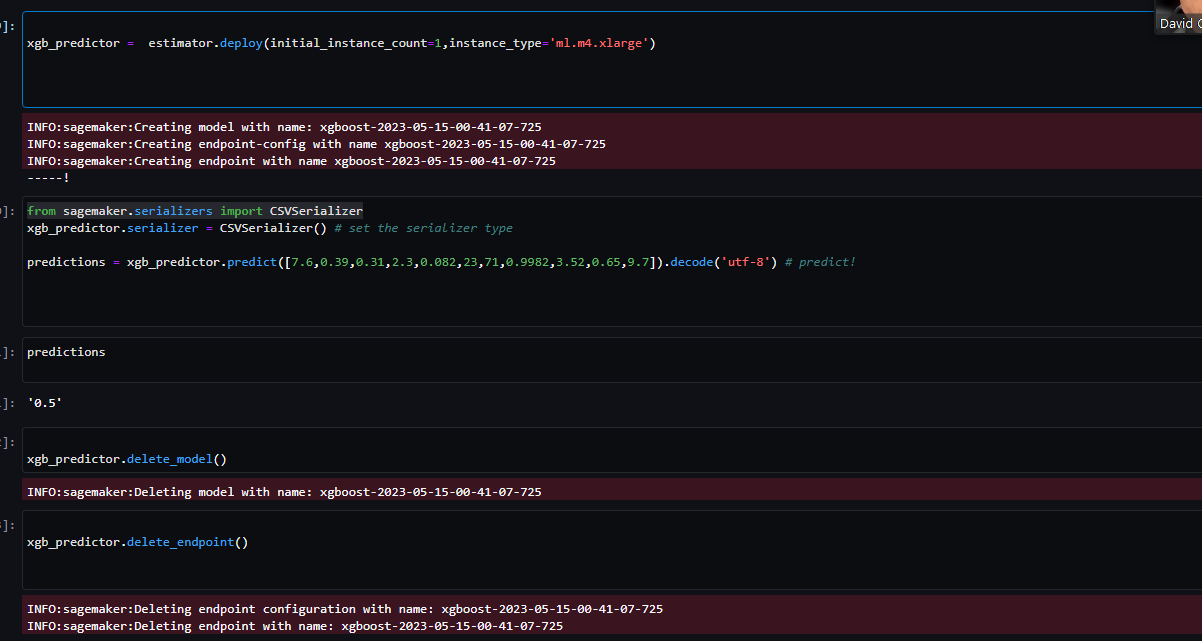 ]:
xgb_predictor =  estimator.deploy(initial_instance_count=1,instance_type='ml.m4.xlarge')
David
INFO:sagemaker:Creating model with name: xgboost-2023-05-15-00-41-07-725
INFO:sagemaker:Creating endpoint-config with name xgboost-2023-05-15-00-41-07-725
INFO:sagemaker:Creating endpoint with name xgboost-2023-05-15-00-41-07-725
-----!
]:
from sagemaker.serializers import CSVSerializer
xgb_predictor.serializer = CSVSerializer() # set the serializer type
predictions = xgb_predictor.predict([7.6,0.39,0.31,2.3,0.082,23,71,0.9982,3.52,0.65,9.7]).decode('utf-8') # predict!
]:
predictions
]:
'0.5'
]:
xgb_predictor.delete_model()
INFO:sagemaker:Deleting model with name: xgboost-2023-05-15-00-41-07-725
]:
xgb_predictor.delete_endpoint()
INFO:sagemaker:Deleting endpoint configuration with name: xgboost-2023-05-15-00-41-07-725
INFO:sagemaker:Deleting endpoint with name: xgboost-2023-05-15-00-41-07-725